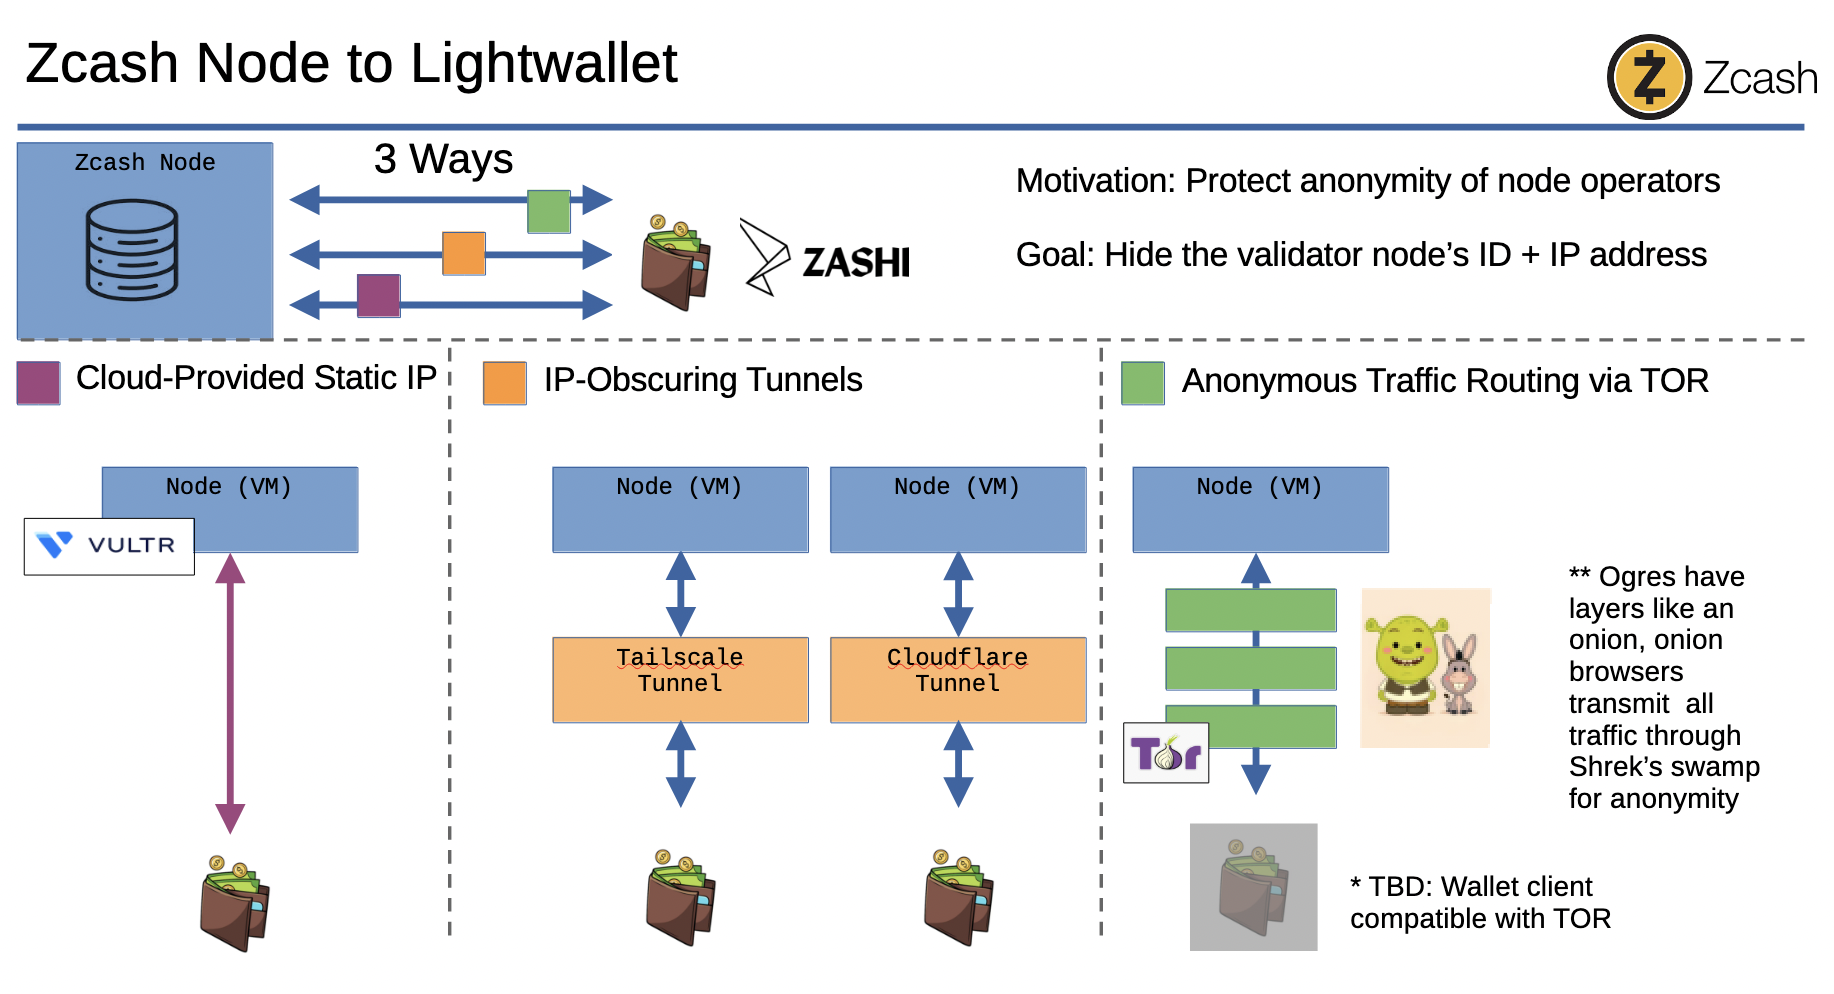 Zcash Node to Lightwallet
Zcash
Zcash Node
3 Ways
ZASHI
Motivation: Protect anonymity of node operators
Goal: Hide the validator node’s ID + IP address
Cloud-Provided Static IP
Node (VM)
VULTR
IP-Obscuring Tunnels
Node (VM)
Node (VM)
Tailscale
Tunnel
Cloudflare
Tunnel
Anonymous Traffic Routing via TOR
Node (VM)
Tor
** Ogres have
layers like an
onion, onion
browsers
transmit  all
traffic through
Shrek’s swamp
for anonymity
* TBD: Wallet client
compatible with TOR